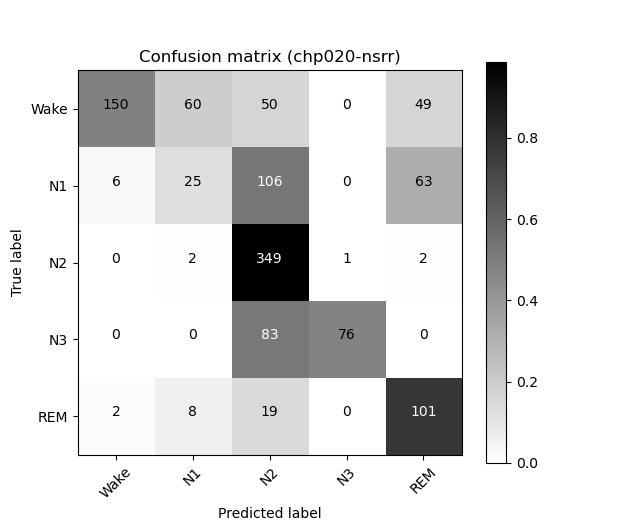 Confusion matrix (chp020-nsrr)
Wake 150 60 50 0 49
N1 6 25 106 0 63
N2 0 2 349 1 2
N3 0 0 83 76 0
REM 2 8 19 0 101
Wake N1 N2 N3 REM
Predicted label
True label
0.8
0.6
0.4
0.2
0.0